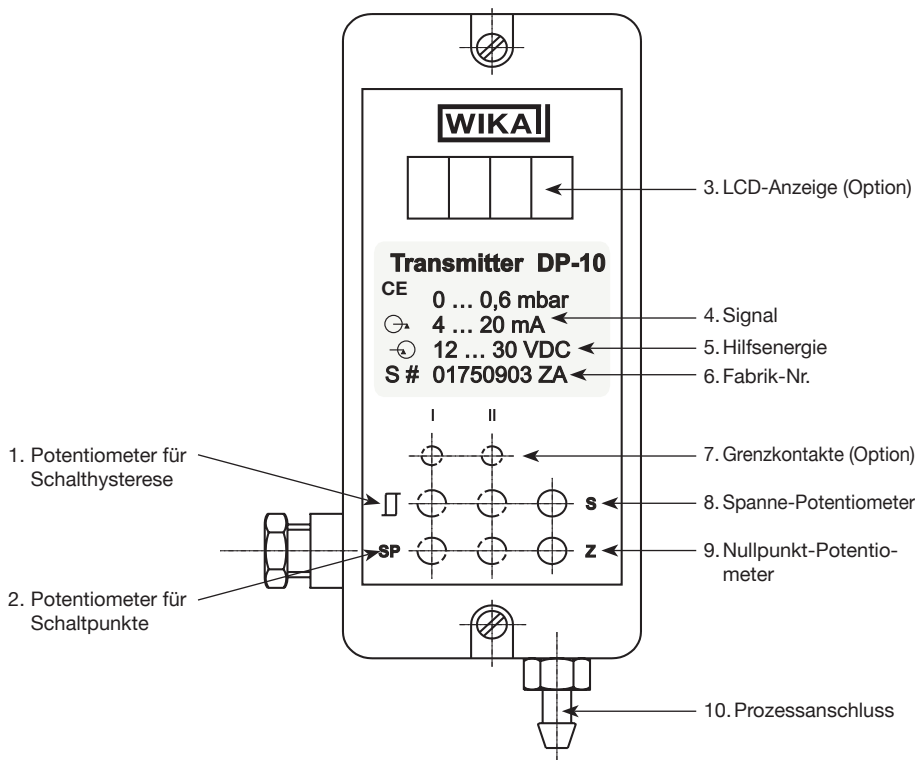 WIKA
3. LCD-Anzeige (Option)
Transmitter DP-10
CE
0 ... 0,6 mbar
4 ... 20 mA
4. Signal
12 ... 30 VDC
5. Hilfsenergie
S # 01750903 ZA
6. Fabrik-Nr.
I II
1. Potentiometer für
Schalthysterese
7. Grenzkontakte (Option)
S
8. Spanne-Potentiometer
SP
Z
9. Nullpunkt-Potentio-
meter
2. Potentiometer für
Schaltpunkte
10. Prozessanschluss